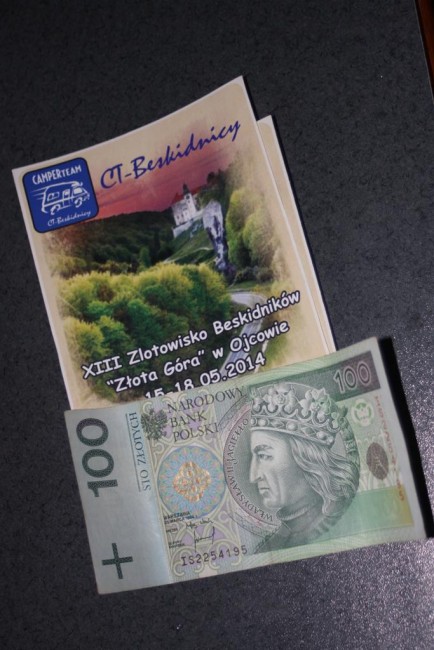 CAMPERTEAM
CT-Beskidnicy
CT-Beskidnicy
XIII Zlotowisko Beskidników
"Złota Góra" w Ojcowie
15-18.05.2014
NARODOWY
BANK
POLSKI
100
100
STO ZŁOTYCH
WŁADYSŁAW II JAGIEŁŁO
WARSZAWA
IS2254195